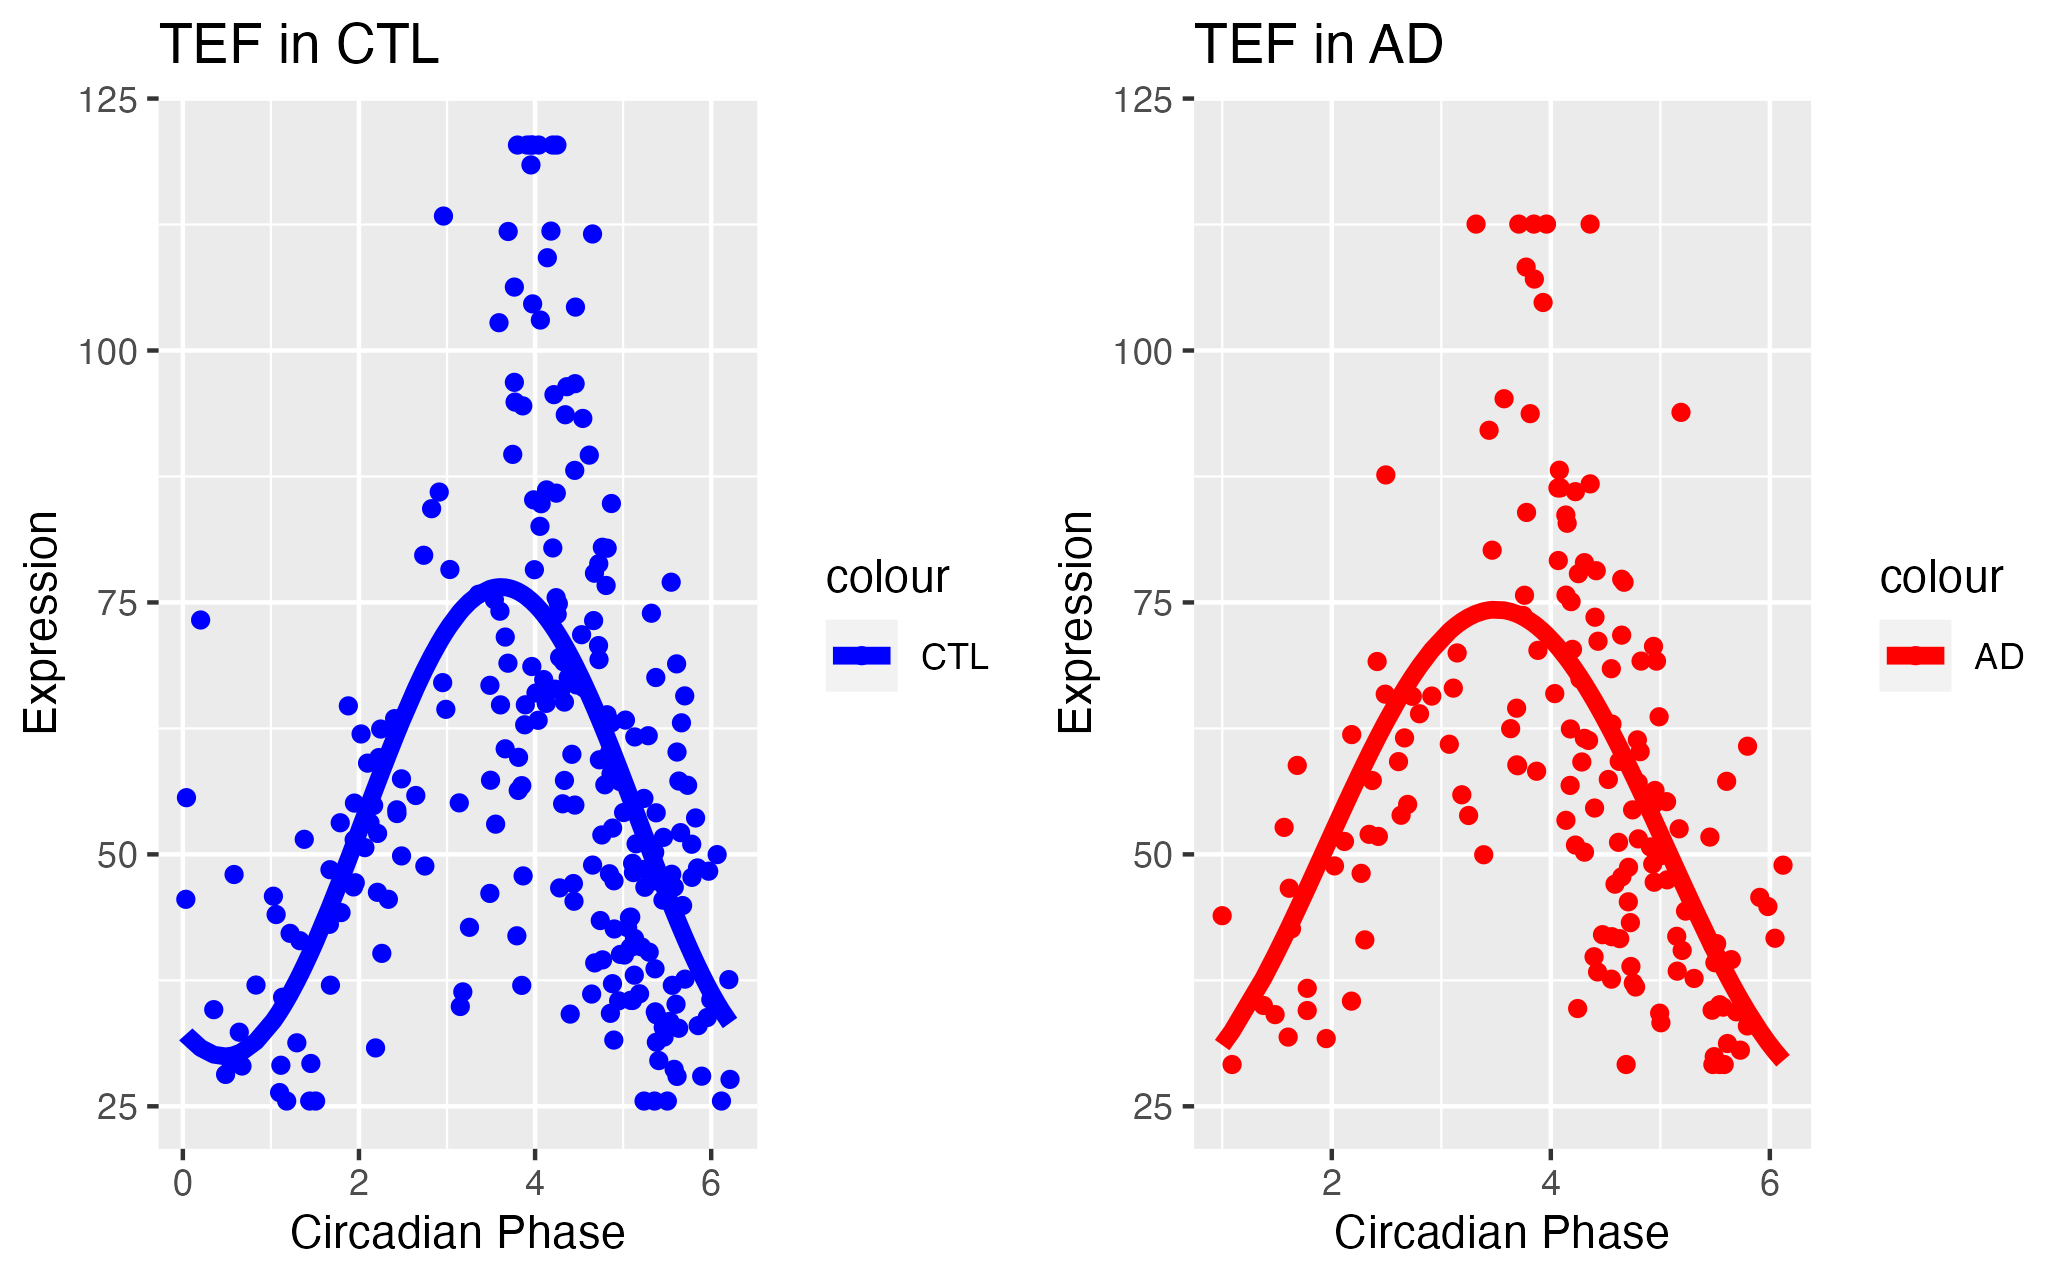 TEF in CTL
125
100
75
50
25
0 2 4 6
Circadian Phase
Expression
colour
CTL
TEF in AD
125
100
75
50
25
2 4 6
Circadian Phase
Expression
colour
AD